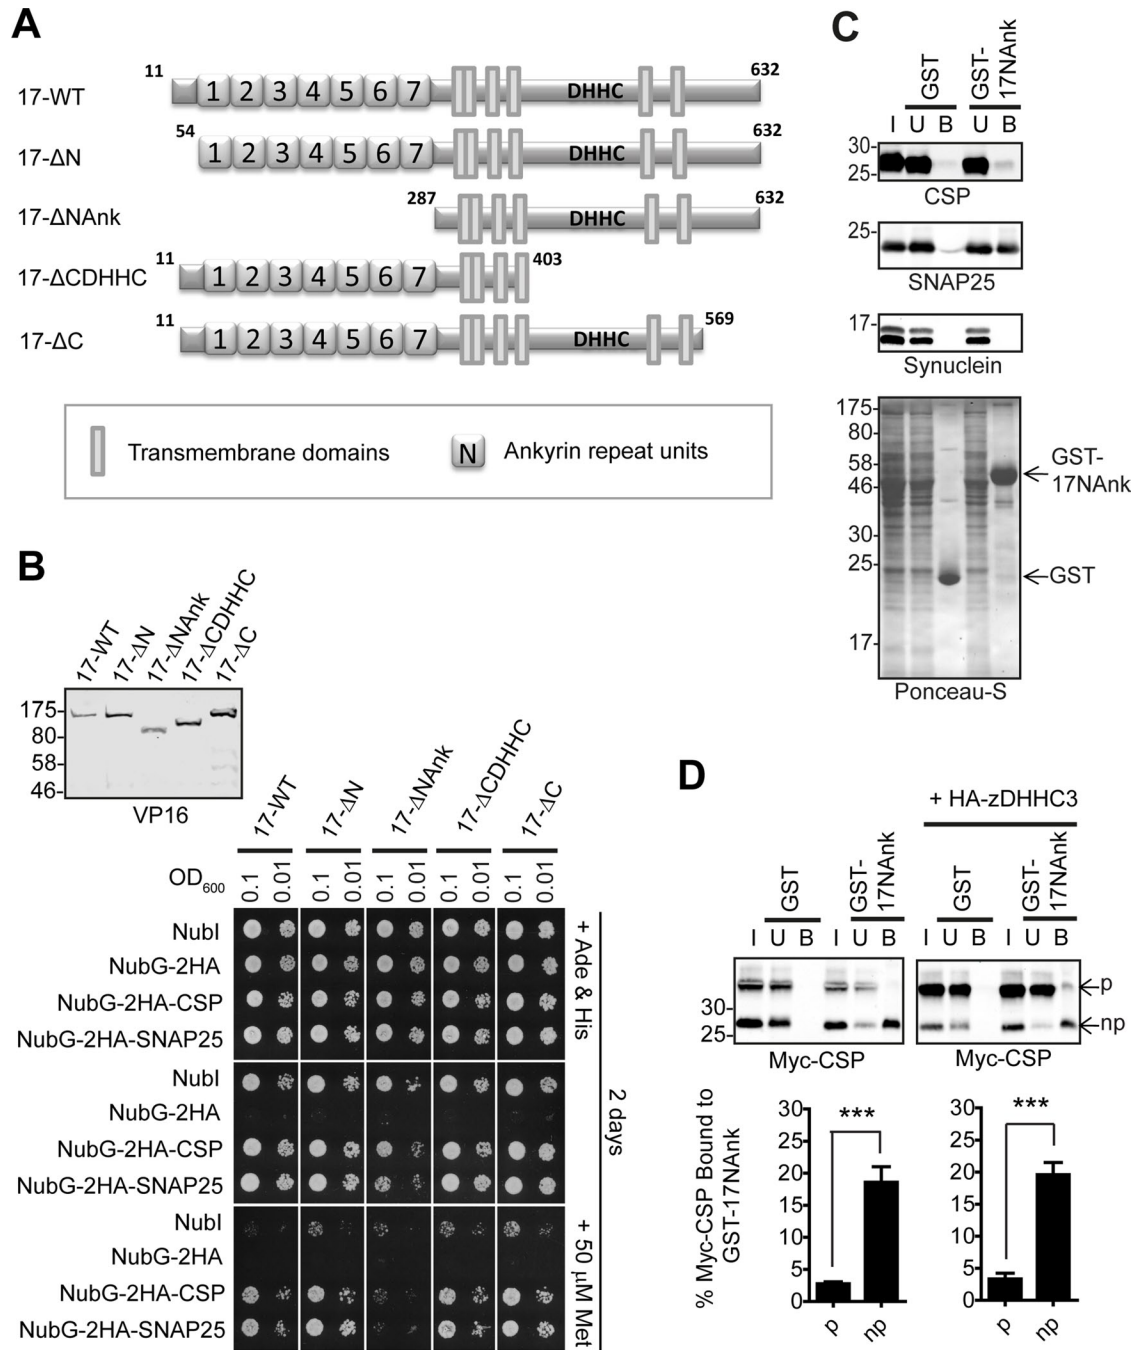 A
17-WT
11
1 2 3 4 5 6 7
DHHC
632
17-ΔN
54
1 2 3 4 5 6 7
DHHC
632
17-ΔNAnk
287
DHHC
632
17-ΔCDHHC
11
1 2 3 4 5 6 7
403
17-ΔC
11
1 2 3 4 5 6 7
DHHC
569
Transmembrane domains
N
Ankyrin repeat units
B
17-WT
17-ΔN
17-ΔNAnk
17-ΔCDHHC
17-ΔC
175
80
58
46
VP16
17-WT
17-ΔN
17-ΔNAnk
17-ΔCDHHC
17-ΔC
OD600
0.1 0.01 0.1 0.01 0.1 0.01 0.1 0.01 0.1 0.01
NubI
NubG-2HA
NubG-2HA-CSP
NubG-2HA-SNAP25
+ Ade & His
NubI
NubG-2HA
NubG-2HA-CSP
NubG-2HA-SNAP25
2 days
NubI
NubG-2HA
NubG-2HA-CSP
NubG-2HA-SNAP25
+ 50 µM Met
C
GST
GST-
17NAnk
I U B U B
30
25
CSP
25
SNAP25
17
Synuclein
175
80
58
46
30
25
17
GST-
17NAnk
GST
Ponceau-S
D
+ HA-zDHHC3
GST
GST-
17NAnk
GST
GST-
17NAnk
I U B I U B
I U B I U B
30
25
p
np
Myc-CSP
Myc-CSP
% Myc-CSP Bound to
GST-17NAnk
30
25
20
15
10
5
0
***
p
np
30
25
20
15
10
5
0
***
p
np